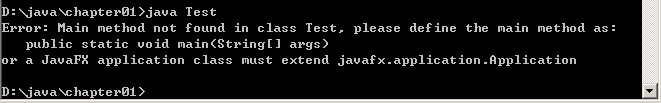 D:\java\chapter01>java Test
Error: Main method not found in class Test, please define the main method as:
   public static void main(String[] args)
or a JavaFX application class must extend javafx.application.Application
D:\java\chapter01>